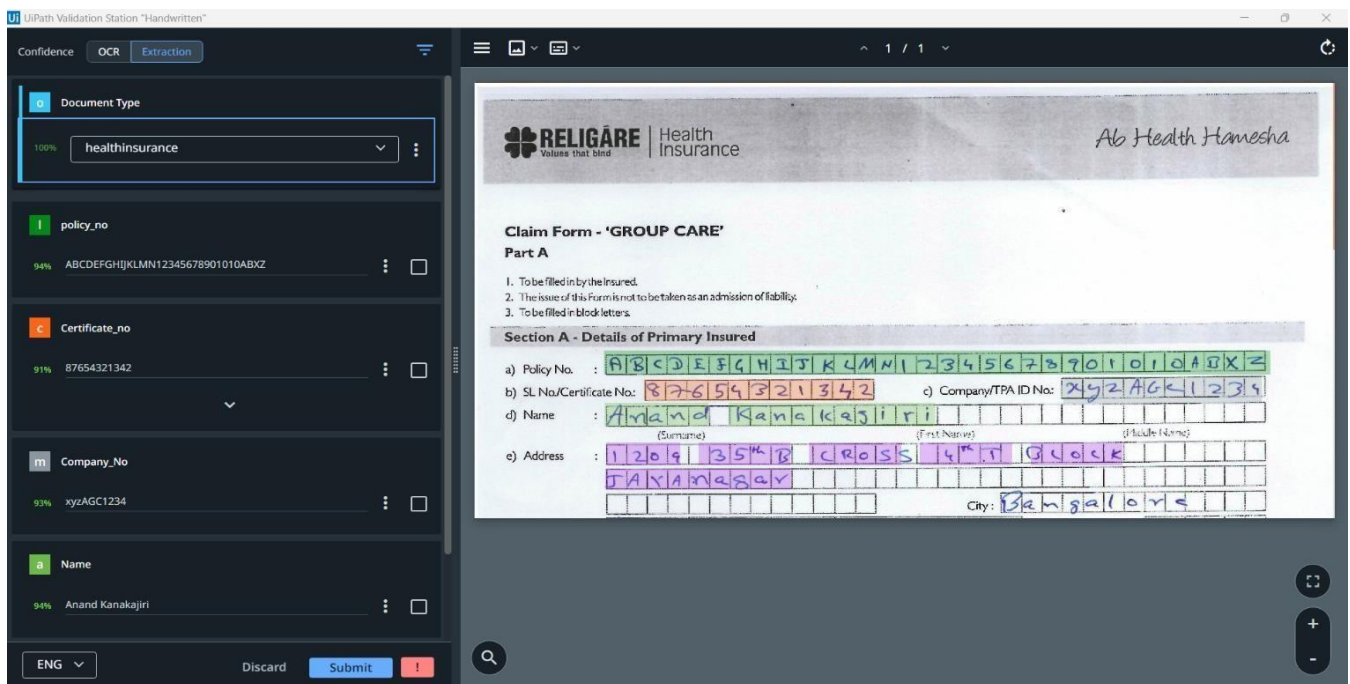 UiPath Validation Station "Handwritten"
Confidence OCR Extraction
1 / 1
o Document Type
100% healthinsurance
l policy_no
94% ABCDEFGHIJKLMN12345678901010ABXZ
c Certificate_no
91% 87654321342
m Company_No
93% xyzAGC1234
a Name
94% Anand Kanakajiri
ENG Discard Submit !
RELIGARE Health Insurance
Values that bind
Ab Health Hamesha
Claim Form - 'GROUP CARE'
Part A
1. To be filled in by the Insured.
2. The issue of this Form is not to be taken as an admission of liability.
3. To be filled in block letters.
Section A - Details of Primary Insured
a) Policy No. : ABCDEFGHIJKLMN12345678901010ABXZ
b) SL No/Certificate No.: 87654321342 c) Company/TPA ID No.: xyzAGC1234
d) Name : Anand Kanakagiri
(Surname) (First Name) (Middle Name)
e) Address : 1209 35th B CROSS 4th T BLOCK
JAYANagar
City: Bangalore
+
-